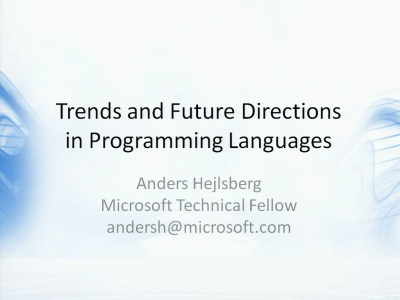 Trends and Future Directions
in Programming Languages
Anders Hejlsberg
Microsoft Technical Fellow
andersh@microsoft.com